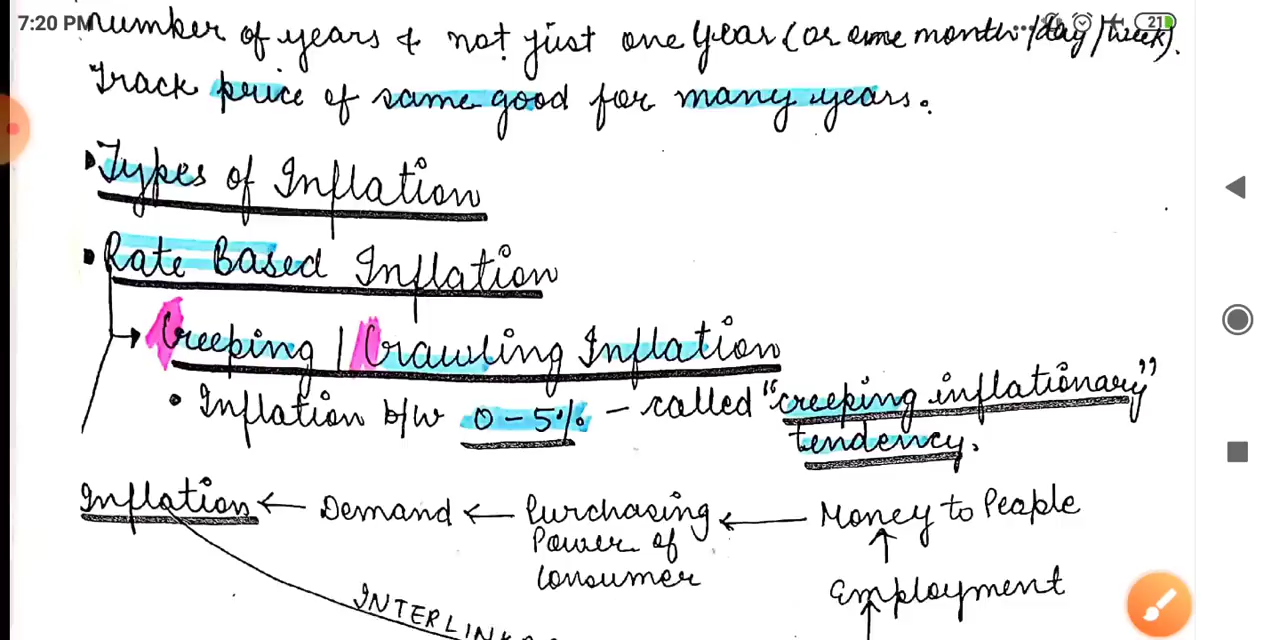 7:20 PM
21
number of years & not just one year (or one month/day/week).
Track price of same good for many years.
Types of Inflation
Rate Based Inflation
Creeping / Crawling Inflation
• Inflation b/w 0-5% - called "creeping inflationary"
tendency.
Inflation ← Demand ← Purchasing ← Money to People
Power of
Consumer
↑
Employment
↑
INTERLINK